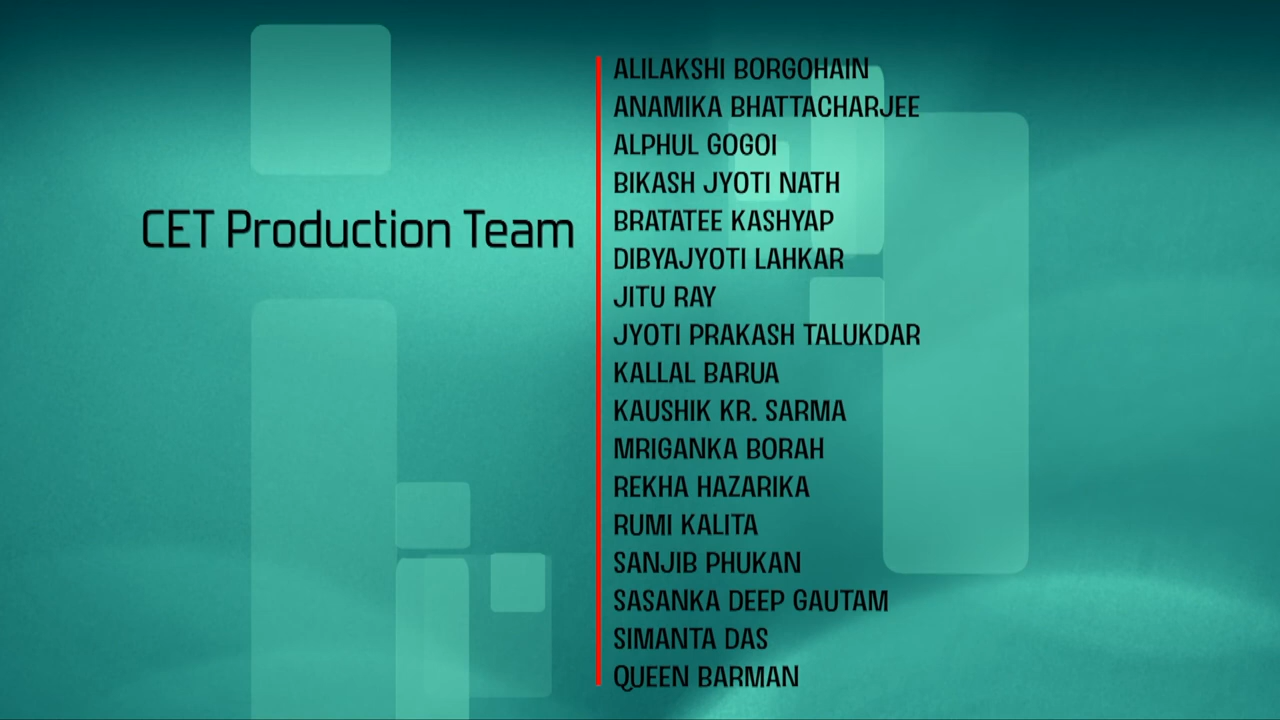 CET Production Team
ALILAKSHI BORGOHAIN
ANAMIKA BHATTACHARJEE
ALPHUL GOGOI
BIKASH JYOTI NATH
BRATATEE KASHYAP
DIBYAJYOTI LAHKAR
JITU RAY
JYOTI PRAKASH TALUKDAR
KALLAL BARUA
KAUSHIK KR. SARMA
MRIGANKA BORAH
REKHA HAZARIKA
RUMI KALITA
SANJIB PHUKAN
SASANKA DEEP GAUTAM
SIMANTA DAS
QUEEN BARMAN